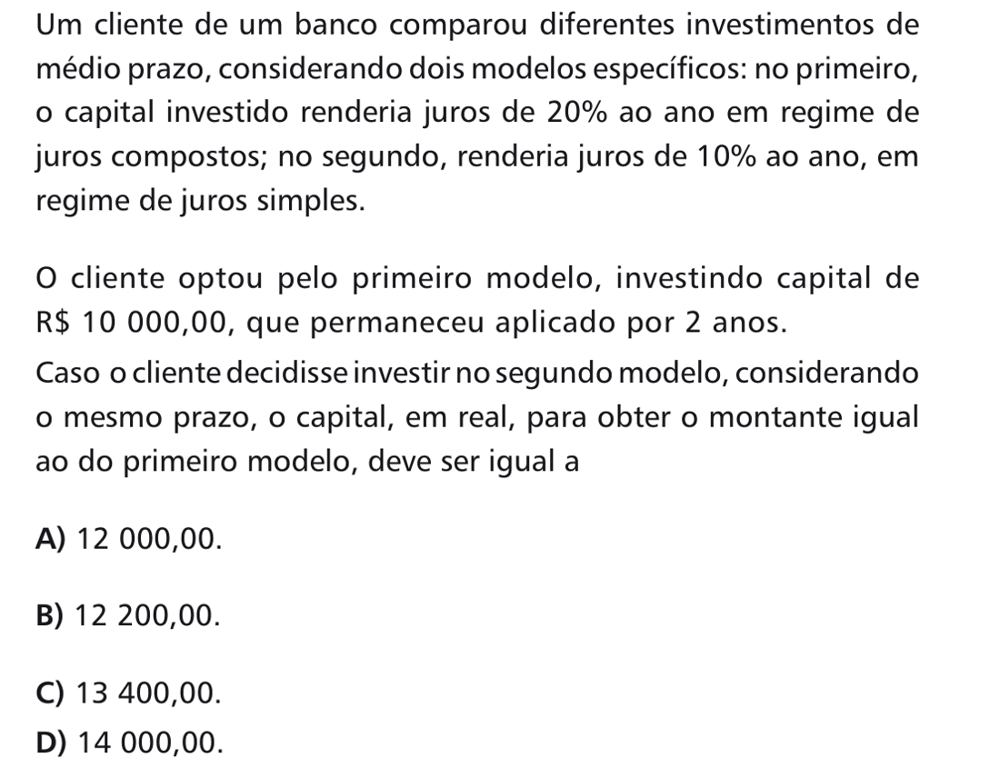 Um cliente de um banco comparou diferentes investimentos de
médio prazo, considerando dois modelos específicos: no primeiro,
o capital investido renderia juros de 20% ao ano em regime de
juros compostos; no segundo, renderia juros de 10% ao ano, em
regime de juros simples.
O cliente optou pelo primeiro modelo, investindo capital de
R$ 10 000,00, que permaneceu aplicado por 2 anos.
Caso o cliente decidisse investir no segundo modelo, considerando
o mesmo prazo, o capital, em real, para obter o montante igual
ao do primeiro modelo, deve ser igual a
A) 12 000,00.
B) 12 200,00.
C) 13 400,00.
D) 14 000,00.